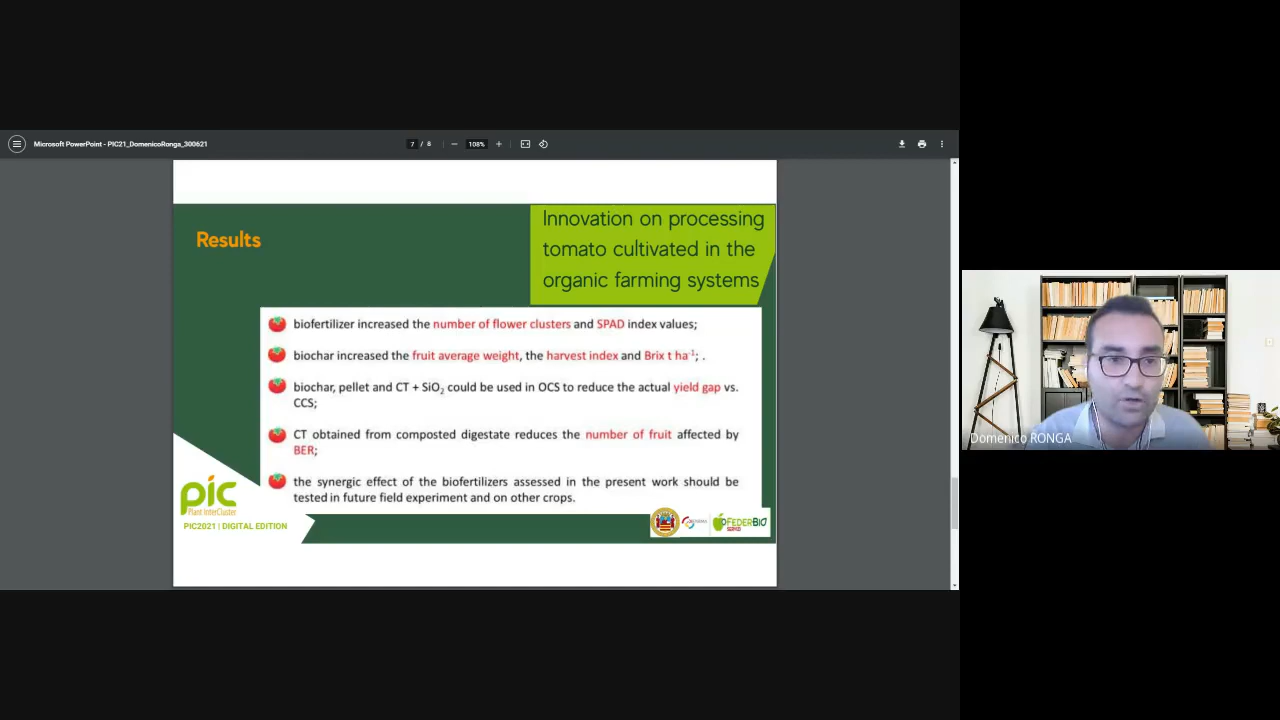 Microsoft PowerPoint - PIC21_DomenicoRonga_300621
7 / 8
108%
Results
Innovation on processing
tomato cultivated in the
organic farming systems
biofertilizer increased the number of flower clusters and SPAD index values;
biochar increased the fruit average weight, the harvest index and Brix t ha⁻¹; .
biochar, pellet and CT + SiO₂ could be used in OCS to reduce the actual yield gap vs.
CCS;
CT obtained from composted digestate reduces the number of fruit affected by
BER;
the synergic effect of the biofertilizers assessed in the present work should be
tested in future field experiment and on other crops.
pic
Plant InterCluster
PIC2021 | DIGITAL EDITION
FEDERBIO
Domenico RONGA